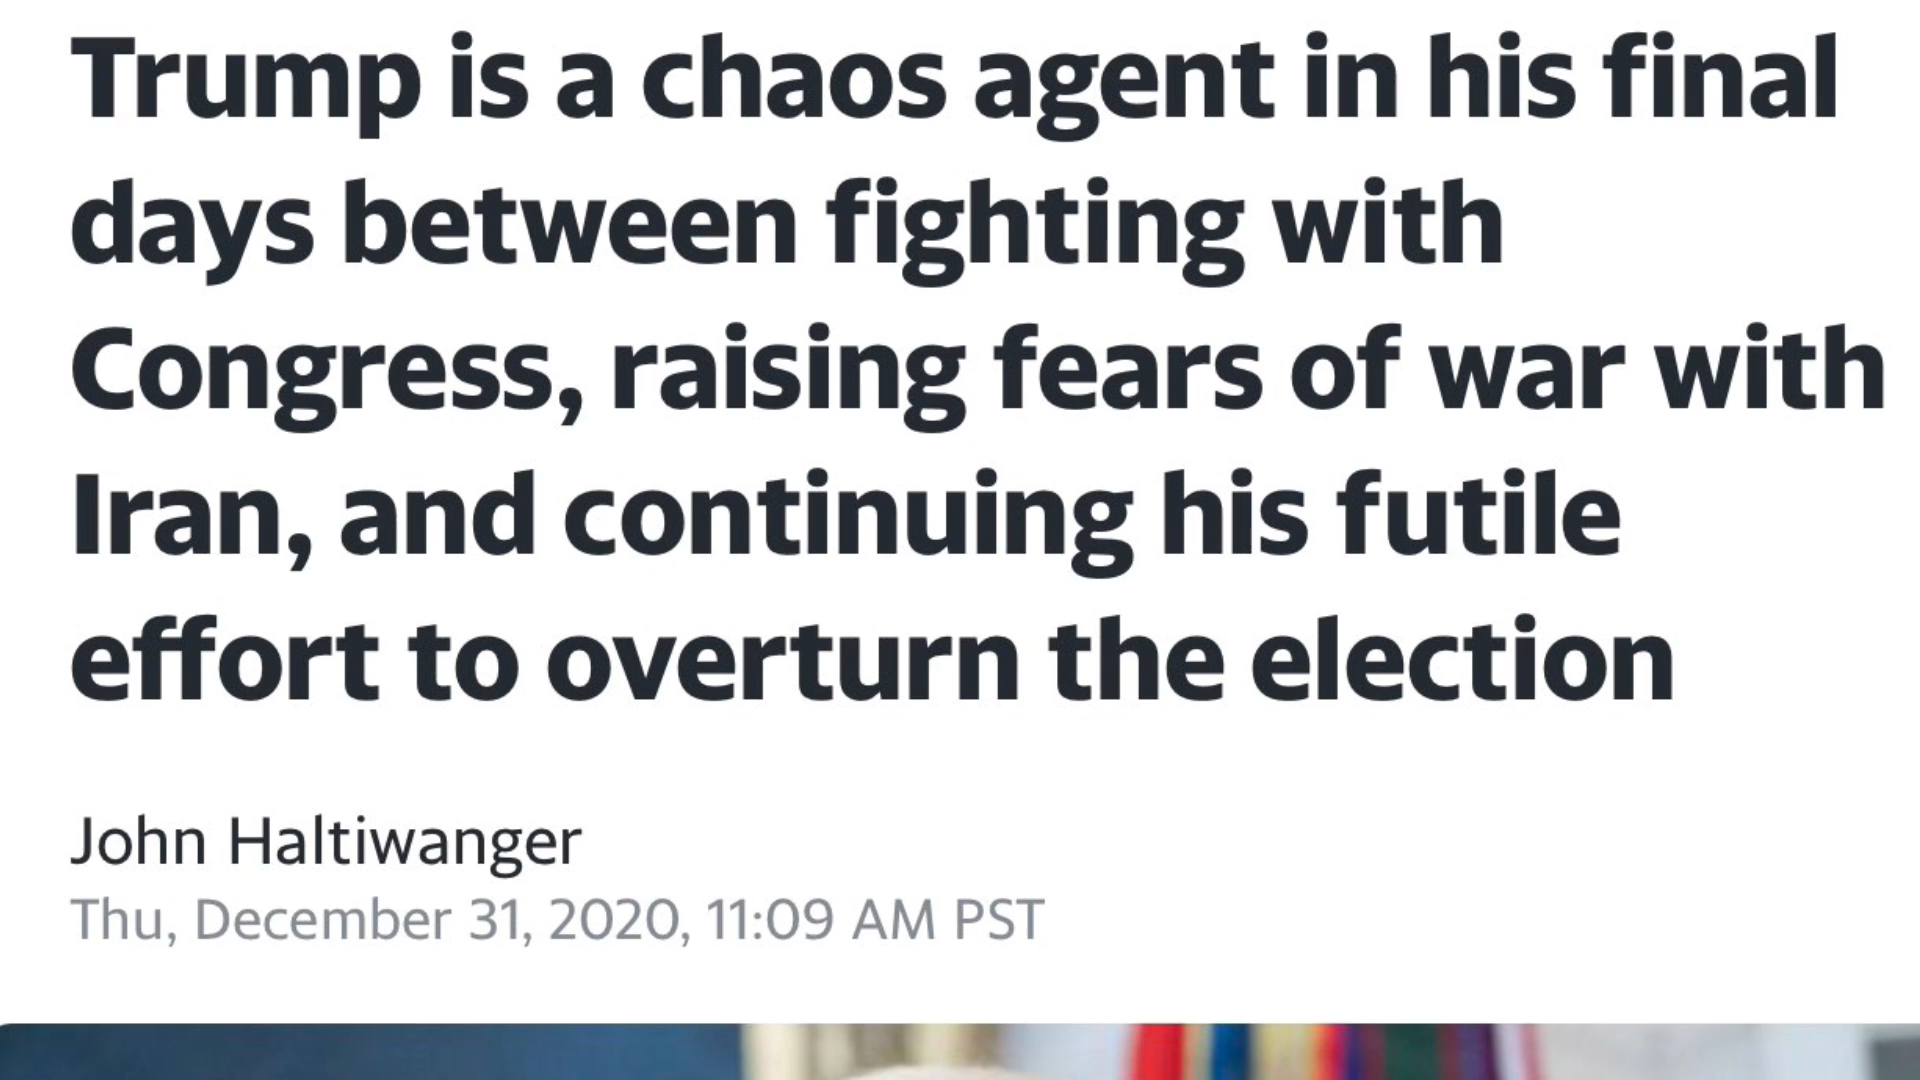 Trump is a chaos agent in his final
days between fighting with
Congress, raising fears of war with
Iran, and continuing his futile
effort to overturn the election
John Haltiwanger
Thu, December 31, 2020, 11:09 AM PST